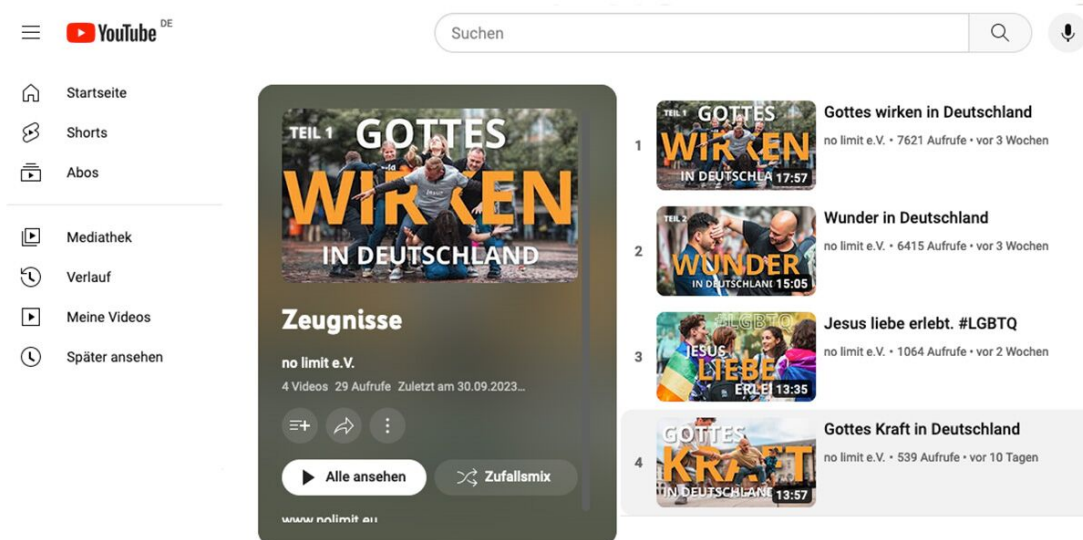 YouTube DE
Suchen
Startseite
Shorts
Abos
Mediathek
Verlauf
Meine Videos
Später ansehen
TEIL 1 GOTTES
WIRKEN
IN DEUTSCHLAND
Zeugnisse
no limit e.V.
4 Videos 29 Aufrufe Zuletzt am 30.09.2023...
Alle ansehen
Zufallsmix
www.nolimit.eu
1
TEIL 1 GOTTES
WIRKEN
IN DEUTSCHLA 17:57
Gottes wirken in Deutschland
no limit e.V. • 7621 Aufrufe • vor 3 Wochen
2
TEIL 2
WUNDER
IN DEUTSCHLAND 15:05
Wunder in Deutschland
no limit e.V. • 6415 Aufrufe • vor 3 Wochen
3
#LGBTQ
JESUS
LIEBE
ERLE 13:35
Jesus liebe erlebt. #LGBTQ
no limit e.V. • 1064 Aufrufe • vor 2 Wochen
4
GOTTES
KRAFT
IN DEUTSCHLAND 13:57
Gottes Kraft in Deutschland
no limit e.V. • 539 Aufrufe • vor 10 Tagen